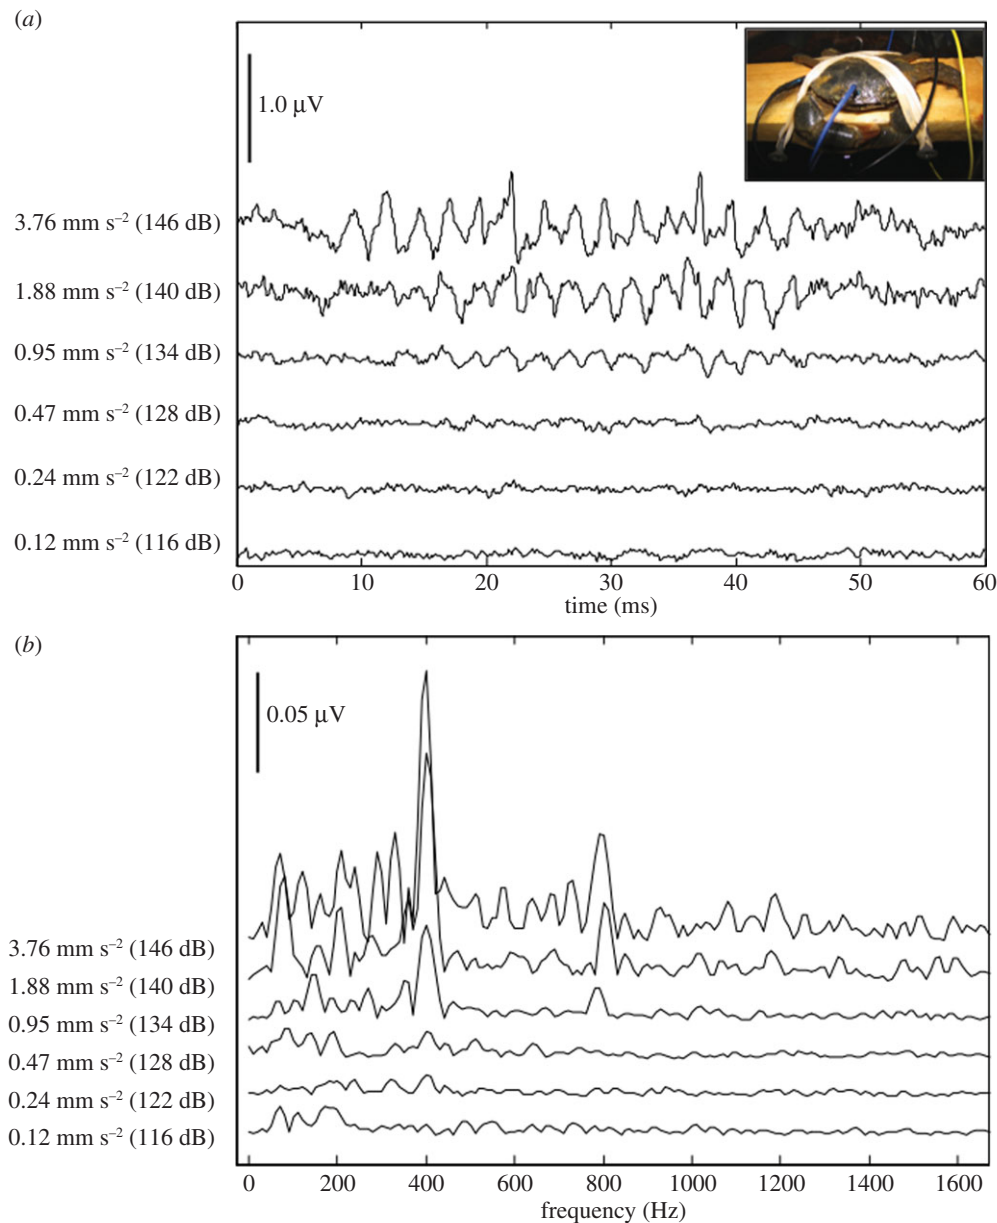 (a)
1.0 µV
3.76 mm s⁻² (146 dB)
1.88 mm s⁻² (140 dB)
0.95 mm s⁻² (134 dB)
0.47 mm s⁻² (128 dB)
0.24 mm s⁻² (122 dB)
0.12 mm s⁻² (116 dB)
0 10 20 30 40 50 60
time (ms)
(b)
0.05 µV
3.76 mm s⁻² (146 dB)
1.88 mm s⁻² (140 dB)
0.95 mm s⁻² (134 dB)
0.47 mm s⁻² (128 dB)
0.24 mm s⁻² (122 dB)
0.12 mm s⁻² (116 dB)
0 200 400 600 800 1000 1200 1400 1600
frequency (Hz)